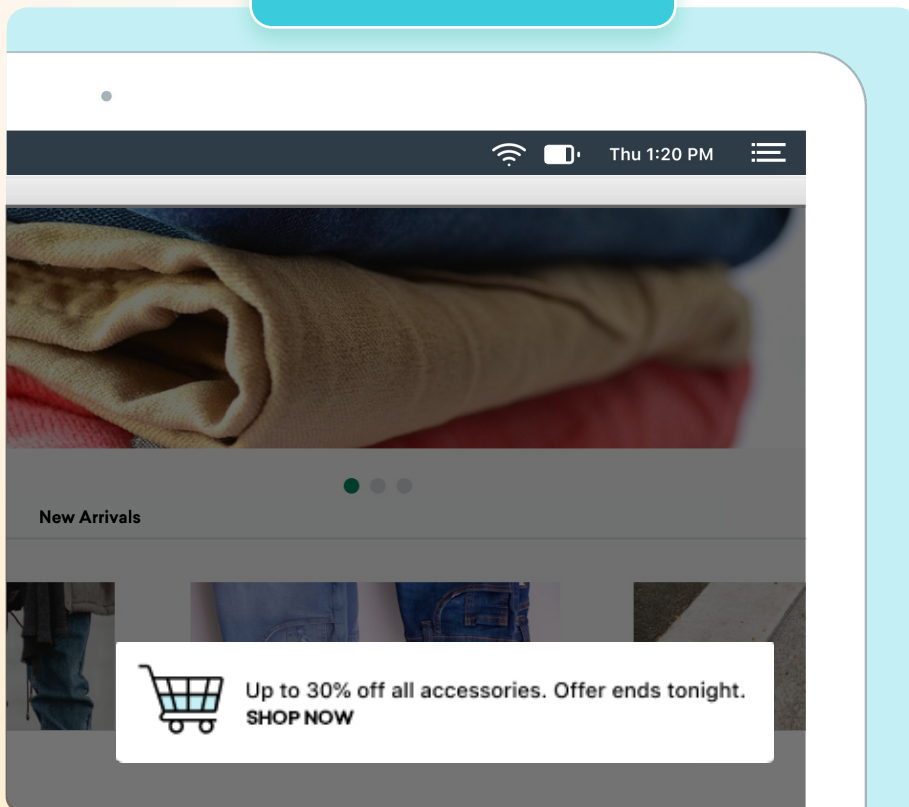 Thu 1:20 PM
New Arrivals
Up to 30% off all accessories. Offer ends tonight.
SHOP NOW